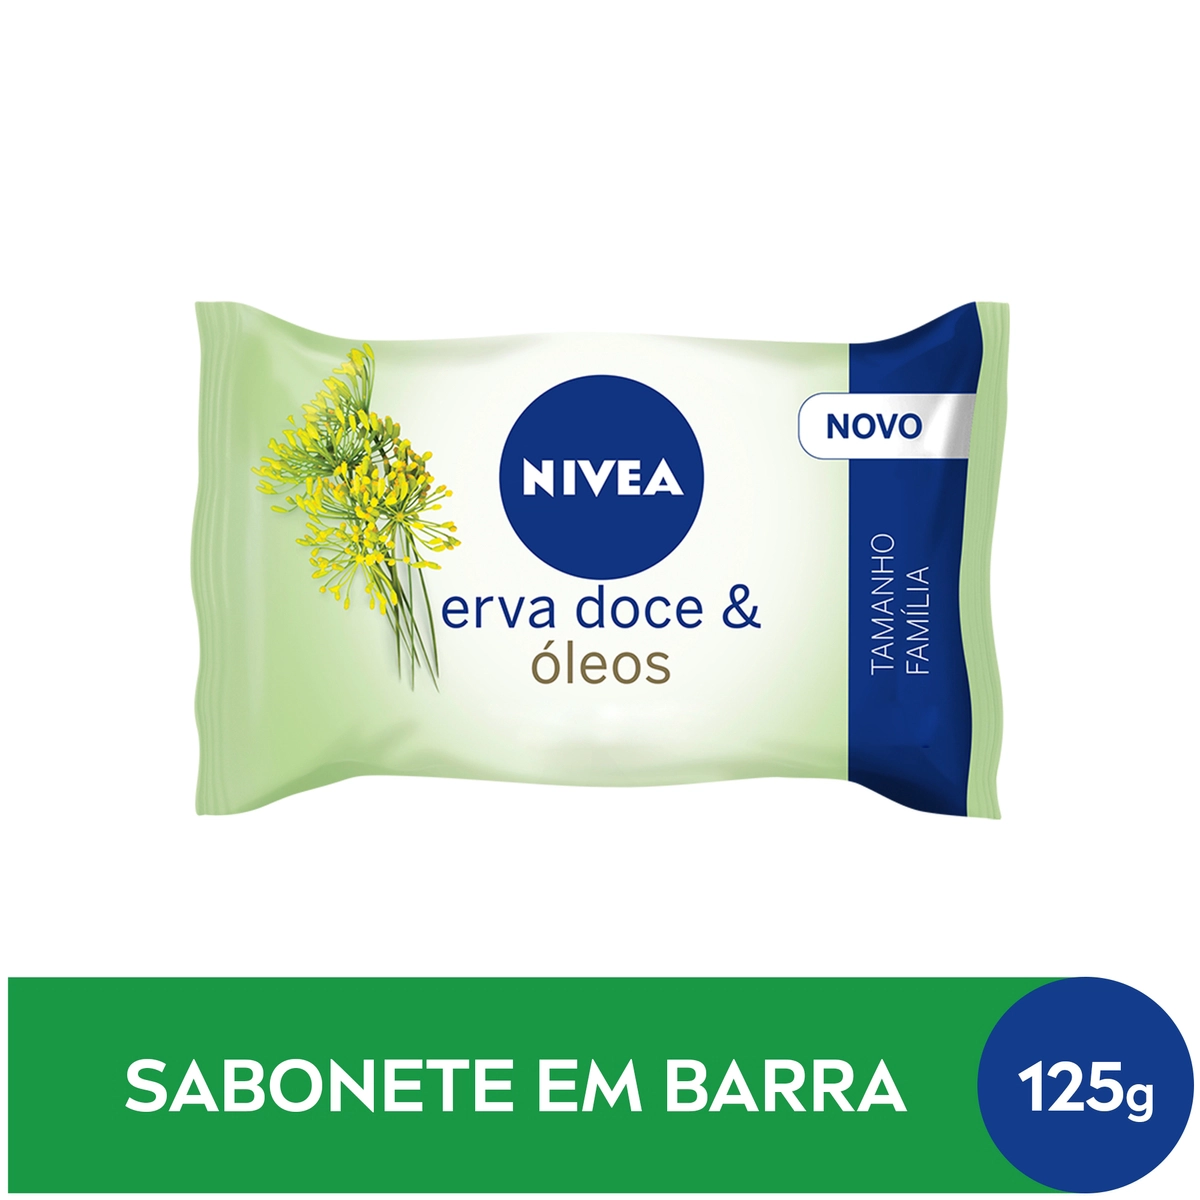 NIVEA
erva doce &
óleos
NOVO
TAMANHO
FAMÍLIA
SABONETE EM BARRA
125g